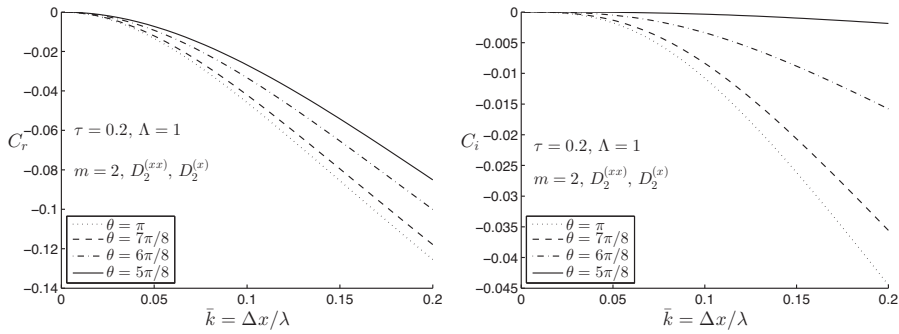 0
−0.02
−0.04
−0.06
−0.08
−0.1
−0.12
−0.14
C_r
τ = 0.2, Λ = 1
m = 2, D_2^{(xx)}, D_2^{(x)}
θ = π
θ = 7π/8
θ = 6π/8
θ = 5π/8
0 0.05 0.1 0.15 0.2
k̄ = Δx/λ
0
−0.005
−0.01
−0.015
−0.02
−0.025
−0.03
−0.035
−0.04
−0.045
C_i
τ = 0.2, Λ = 1
m = 2, D_2^{(xx)}, D_2^{(x)}
θ = π
θ = 7π/8
θ = 6π/8
θ = 5π/8
0 0.05 0.1 0.15 0.2
k̄ = Δx/λ